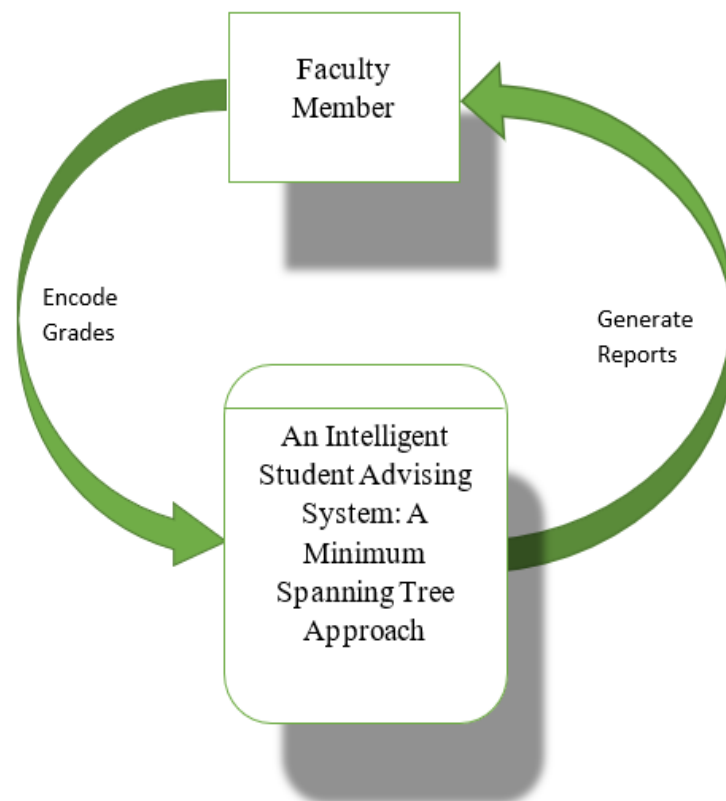 Faculty
Member
Encode
Grades
Generate
Reports
An Intelligent
Student Advising
System: A
Minimum
Spanning Tree
Approach